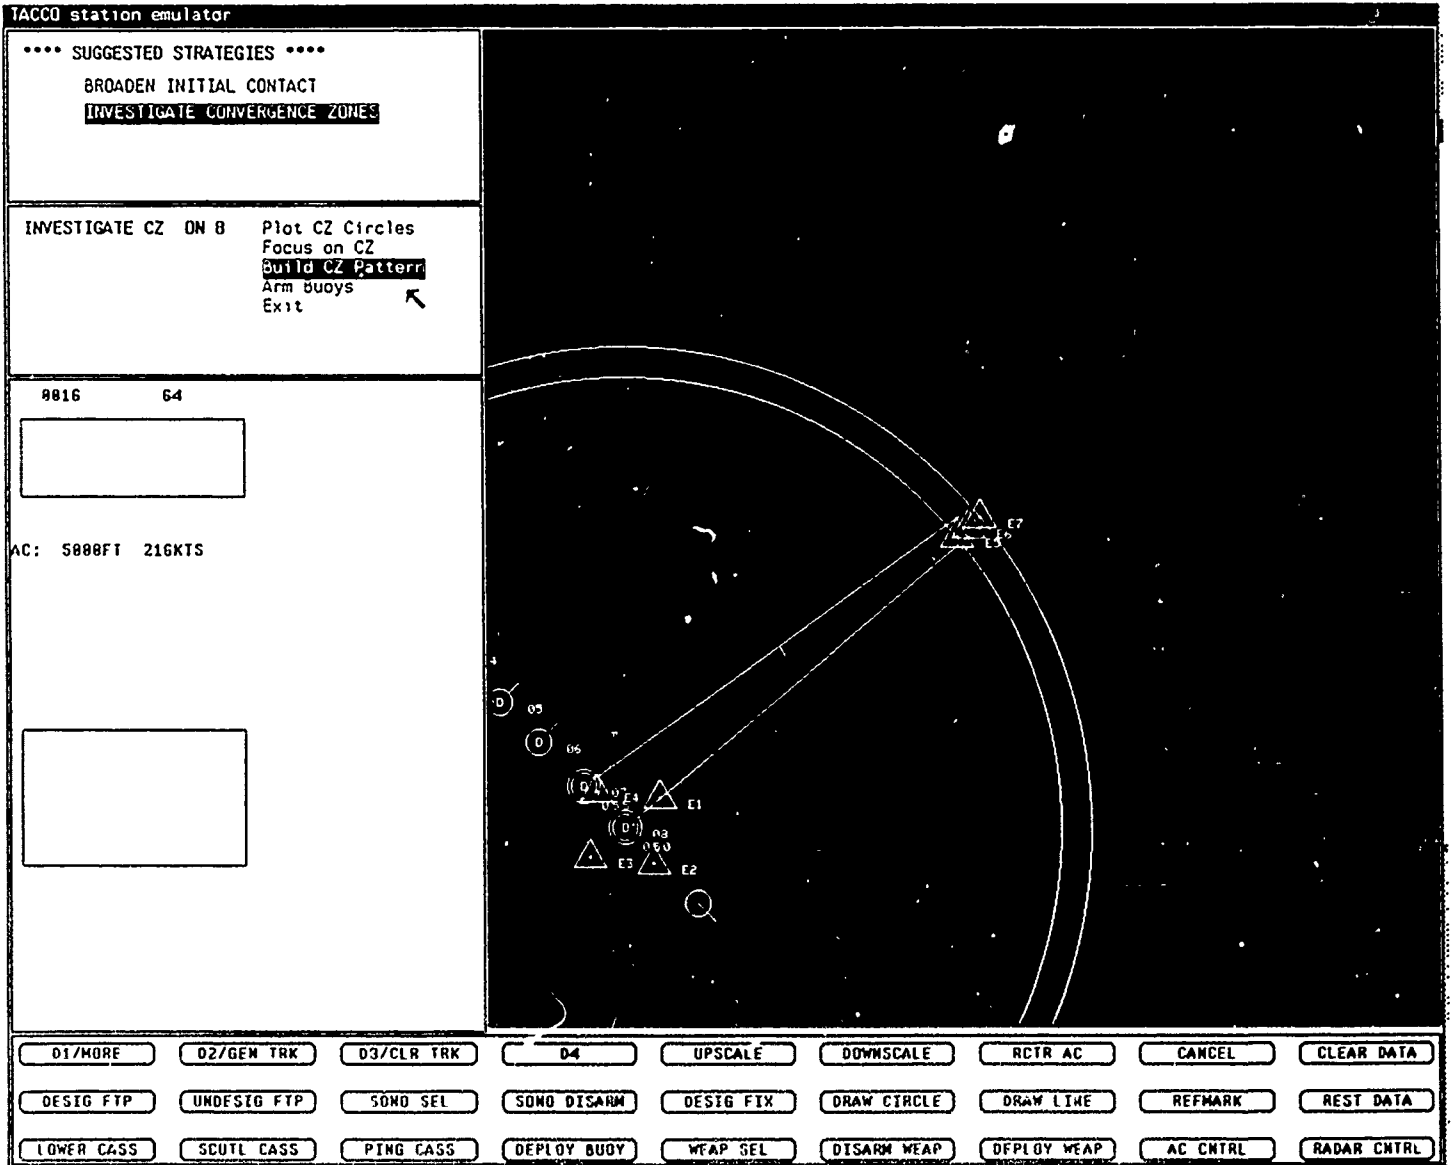 TACCO station emulator
**** SUGGESTED STRATEGIES ****
BROADEN INITIAL CONTACT
INVESTIGATE CONVERGENCE ZONES
INVESTIGATE CZ ON 8 Plot CZ Circles
Focus on CZ
Build CZ Pattern
Arm Buoys
Exit
0016 64
AC: 5000FT 216KTS
E7
E6
E5
D 05
D 06
D 07 E4 E1
D 08
E3 E2
D1/MORE D2/GEN TRK D3/CLR TRK D4 UPSCALE DOWNSCALE RCTR AC CANCEL CLEAR DATA
DESIG FTP UNDESIG FTP SONO SEL SONO DISARM DESIG FIX DRAW CIRCLE DRAW LINE REFMARK REST DATA
LOWER CASS SCUTL CASS PING CASS DEPLOY BUOY WEAP SEL DISARM WEAP DEPLOY WEAP AC CNTRL RADAR CNTRL